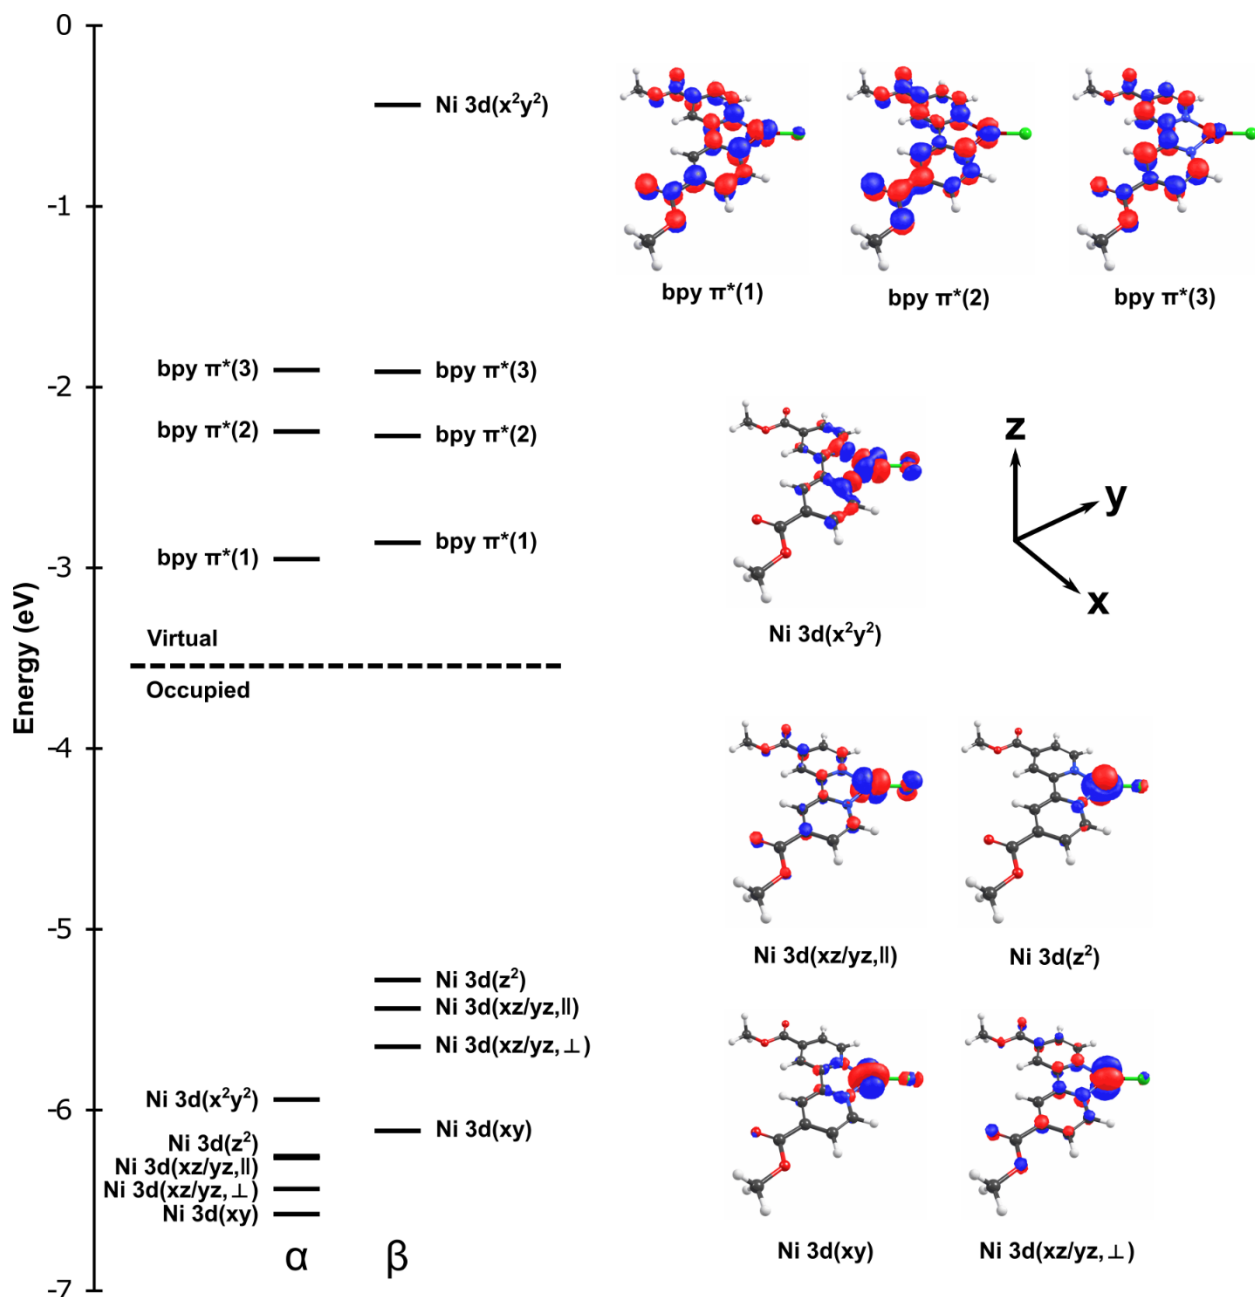 0
Ni 3d(x²y²)
-1
bpy π*(1)
bpy π*(2)
bpy π*(3)
bpy π*(3)
bpy π*(3)
-2
bpy π*(2)
bpy π*(2)
z
y
x
bpy π*(1)
bpy π*(1)
-3
Ni 3d(x²y²)
Virtual
Energy (eV)
Occupied
-4
-5
Ni 3d(xz/yz,||)
Ni 3d(z²)
Ni 3d(z²)
Ni 3d(xz/yz,||)
Ni 3d(xz/yz,⊥)
Ni 3d(x²y²)
-6
Ni 3d(xy)
Ni 3d(z²)
Ni 3d(xz/yz,||)
Ni 3d(xz/yz,⊥)
Ni 3d(xy)
Ni 3d(xy)
Ni 3d(xz/yz,⊥)
α
β
-7